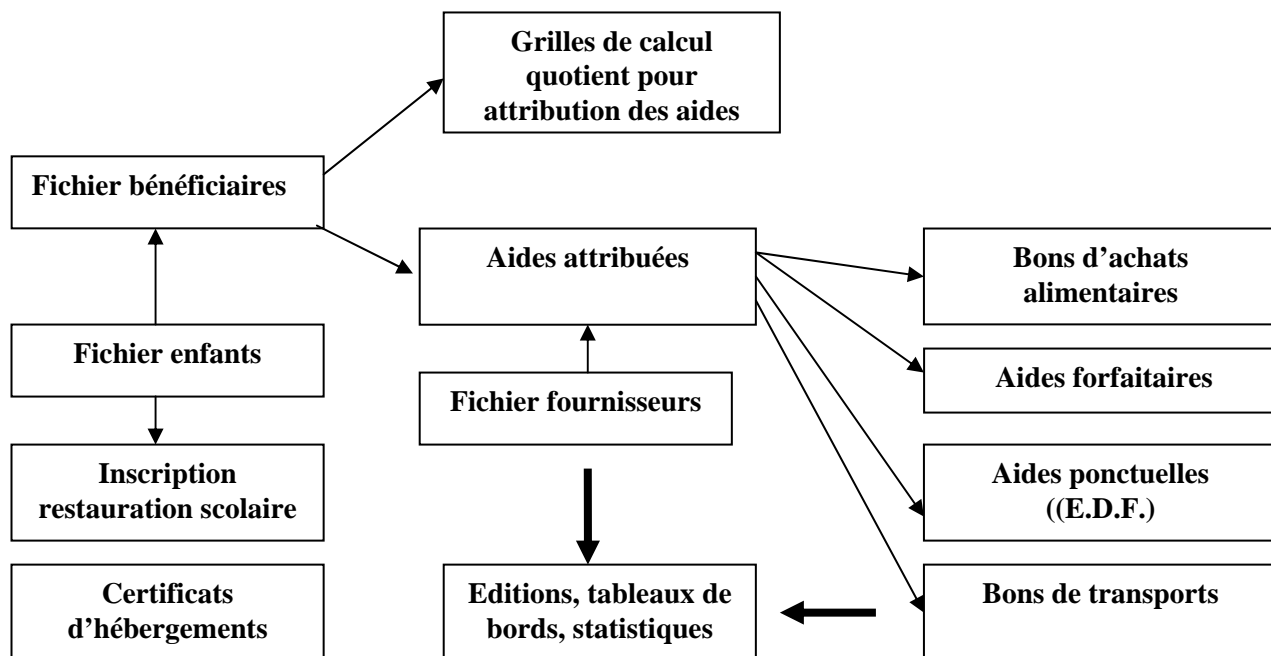 Grilles de calcul
quotient pour
attribution des aides
Fichier bénéficiaires
Aides attribuées
Bons d’achats
alimentaires
Fichier enfants
Fichier fournisseurs
Aides forfaitaires
Inscription
restauration scolaire
Aides ponctuelles
((E.D.F.)
Certificats
d’hébergements
Editions, tableaux de
bords, statistiques
Bons de transports